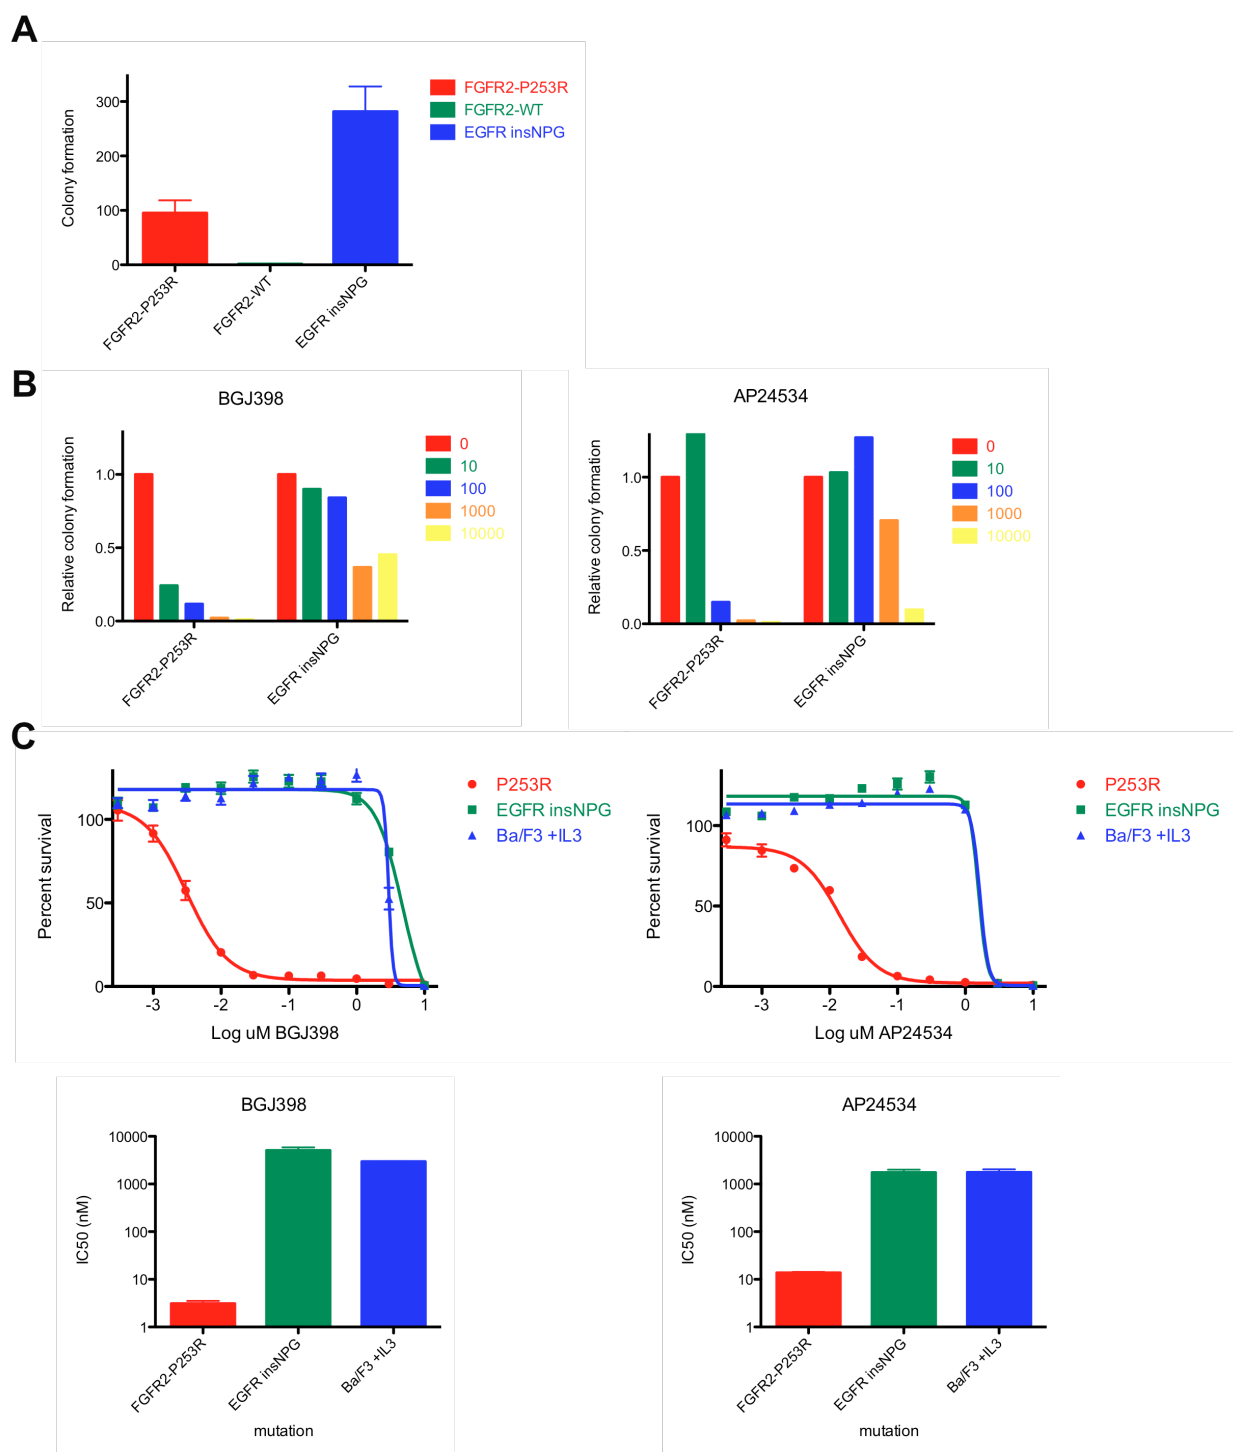 A
Colony formation
300
200
100
0
FGFR2-P253R
FGFR2-WT
EGFR insNPG
FGFR2-P253R
FGFR2-WT
EGFR insNPG
B
BGJ398
Relative colony formation
1.0
0.5
0.0
FGFR2-P253R
EGFR insNPG
0
10
100
1000
10000
AP24534
Relative colony formation
1.0
0.5
0.0
FGFR2-P253R
EGFR insNPG
0
10
100
1000
10000
C
Percent survival
100
50
0
-3 -2 -1 0 1
Log uM BGJ398
P253R
EGFR insNPG
Ba/F3 +IL3
Percent survival
100
50
0
-3 -2 -1 0 1
Log uM AP24534
P253R
EGFR insNPG
Ba/F3 +IL3
BGJ398
IC50 (nM)
10000
1000
100
10
1
FGFR2-P253R
EGFR insNPG
Ba/F3 +IL3
mutation
AP24534
IC50 (nM)
10000
1000
100
10
1
FGFR2-P253R
EGFR insNPG
Ba/F3 +IL3
mutation